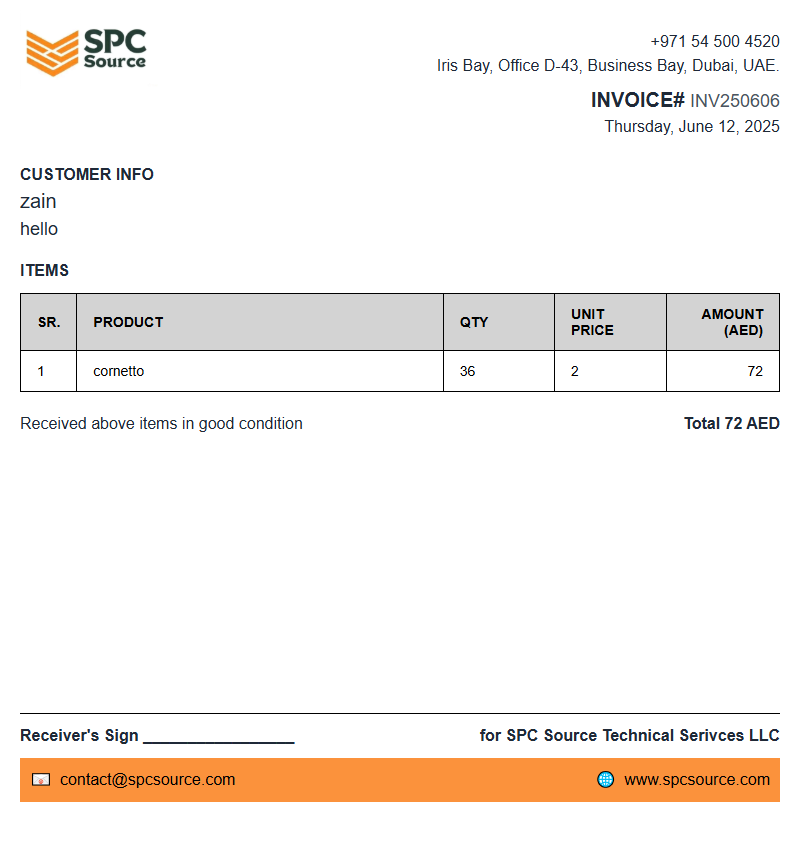 SPC
Source
+971 54 500 4520
Iris Bay, Office D-43, Business Bay, Dubai, UAE.
INVOICE# INV250606
Thursday, June 12, 2025
CUSTOMER INFO
zain
hello
ITEMS
SR. PRODUCT QTY UNIT PRICE AMOUNT (AED)
1 cornetto 36 2 72
Received above items in good condition Total 72 AED
Receiver's Sign _________________ for SPC Source Technical Serivces LLC
contact@spcsource.com www.spcsource.com